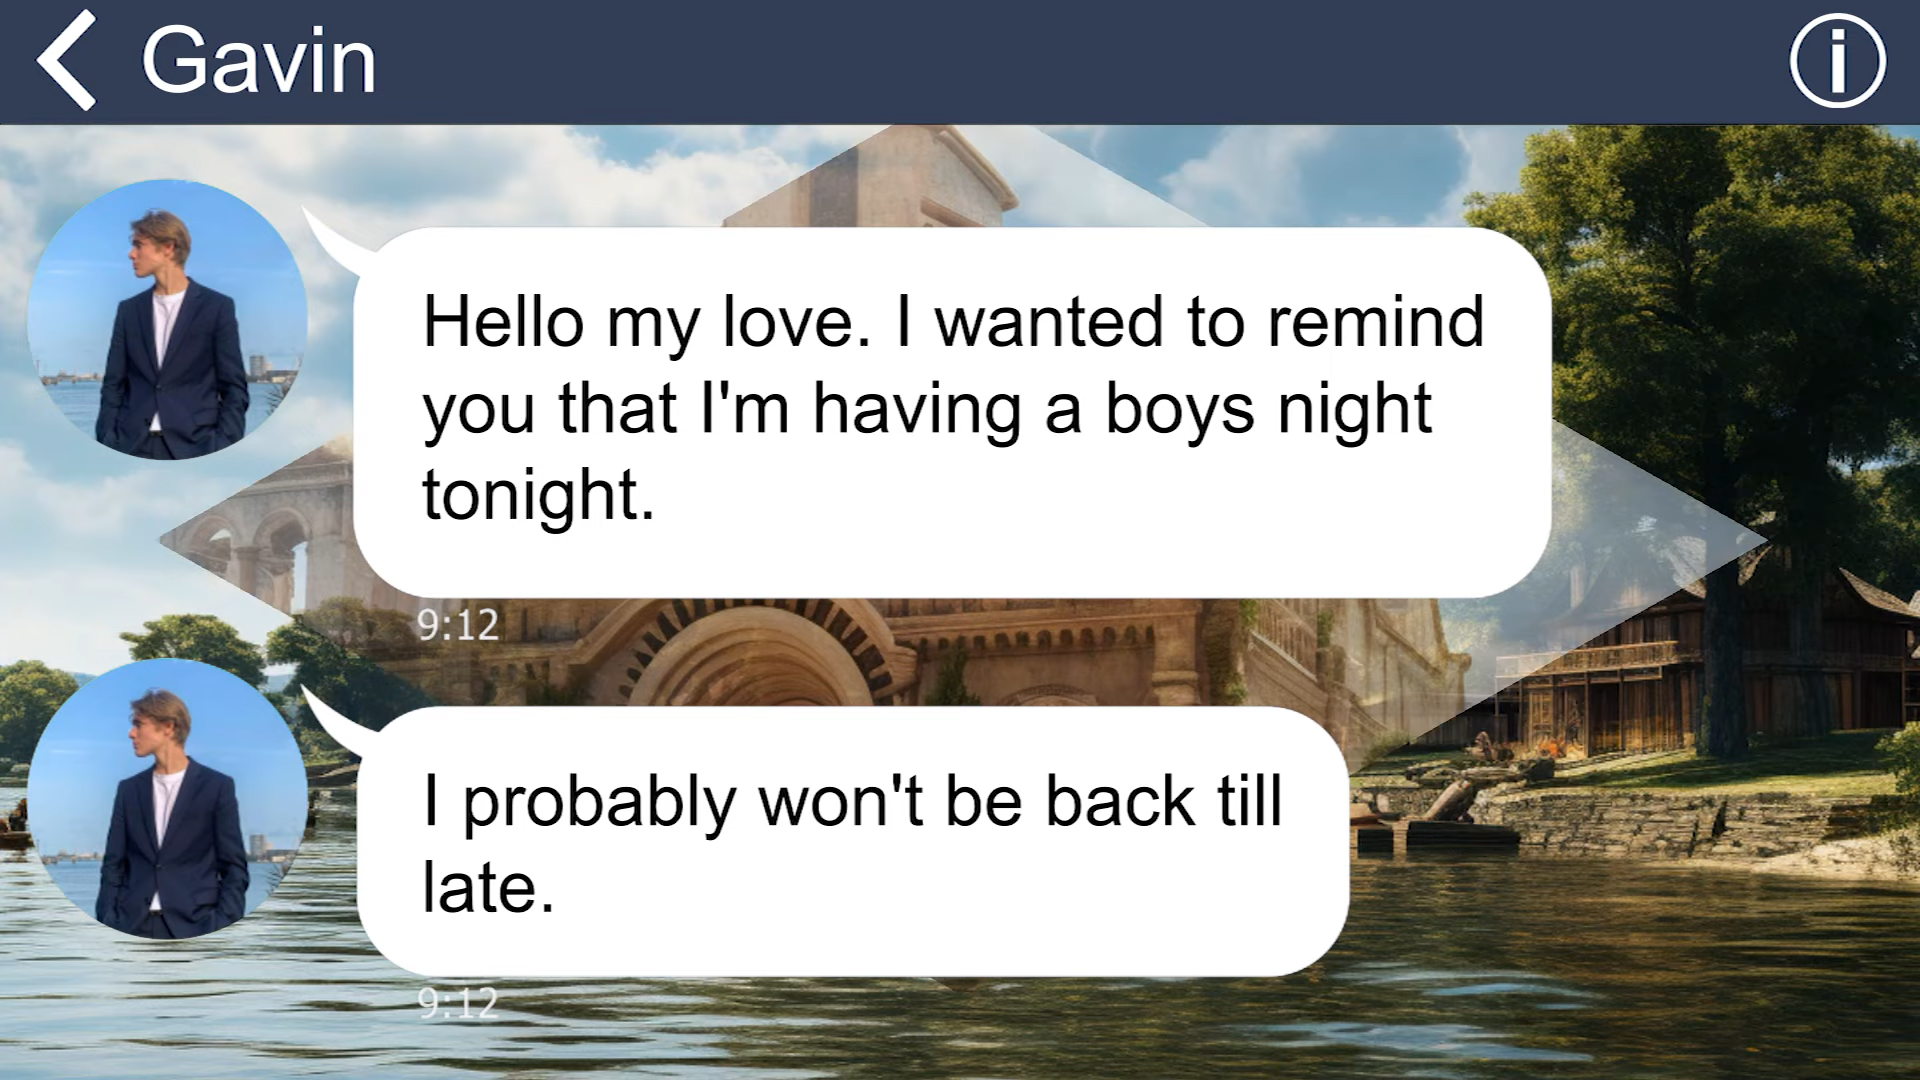 Gavin
Hello my love. I wanted to remind
you that I'm having a boys night
tonight.
9:12
I probably won't be back till
late.
9:12